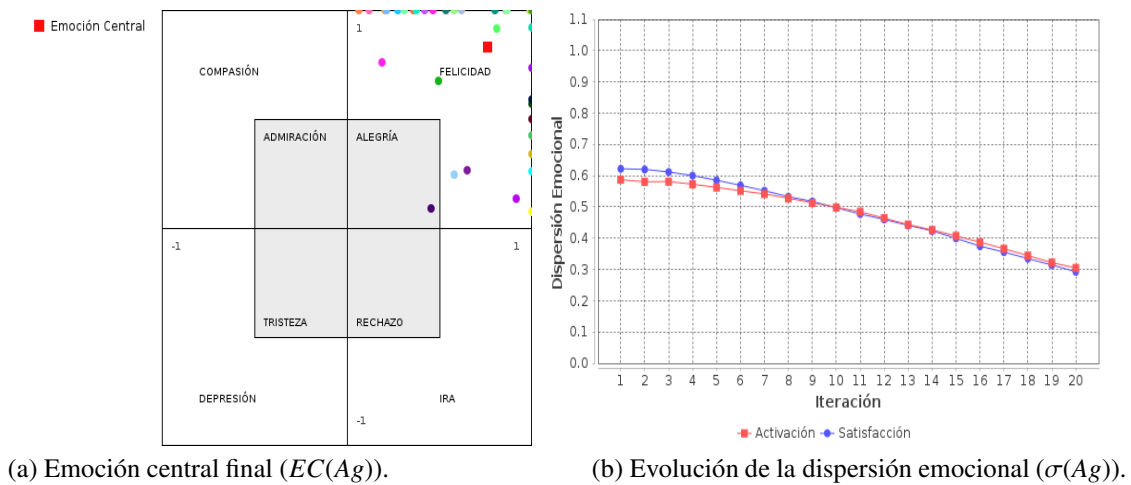 Emoción Central
1
COMPASIÓN
FELICIDAD
ADMIRACIÓN
ALEGRÍA
-1
1
TRISTEZA
RECHAZO
DEPRESIÓN
IRA
-1
(a) Emoción central final (EC(Ag)).
1.1
1.0
0.9
0.8
0.7
0.6
0.5
0.4
0.3
0.2
0.1
0.0
Dispersión Emocional
1 2 3 4 5 6 7 8 9 10 11 12 13 14 15 16 17 18 19 20
Iteración
Activación Satisfacción
(b) Evolución de la dispersión emocional (σ(Ag)).